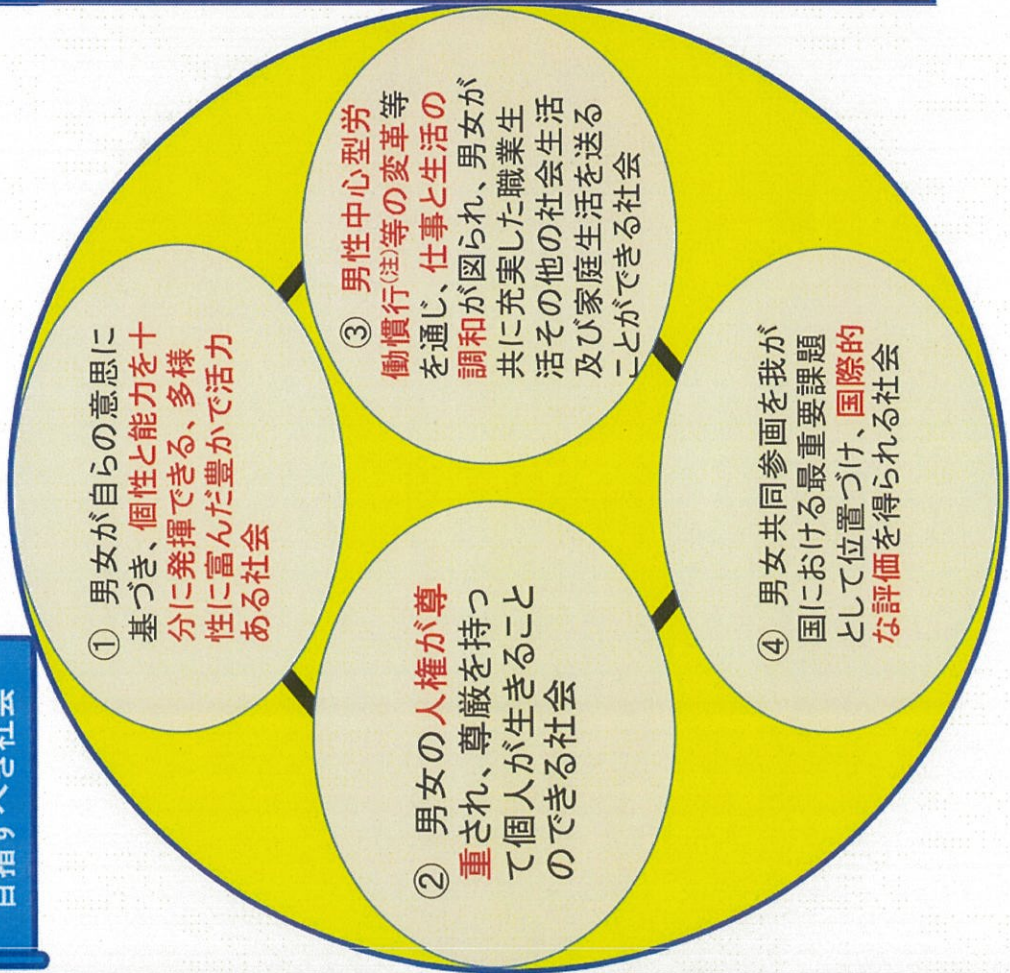 目指すべき社会
① 男女が自らの意思に
基づき、個性と能力を十
分に発揮できる、多様
性に富んだ豊かで活力
ある社会
② 男女の人権が尊
重され、尊厳を持っ
て個人が生きること
のできる社会
③ 男性中心型労
働慣行(注)等の変革等
を通じ、仕事と生活の
調和が図られ、男女が
共に充実した職業生
活その他の社会生活
及び家庭生活を送る
ことができる社会
④ 男女共同参画を我が
国における最重要課題
として位置づけ、国際的
な評価を得られる社会